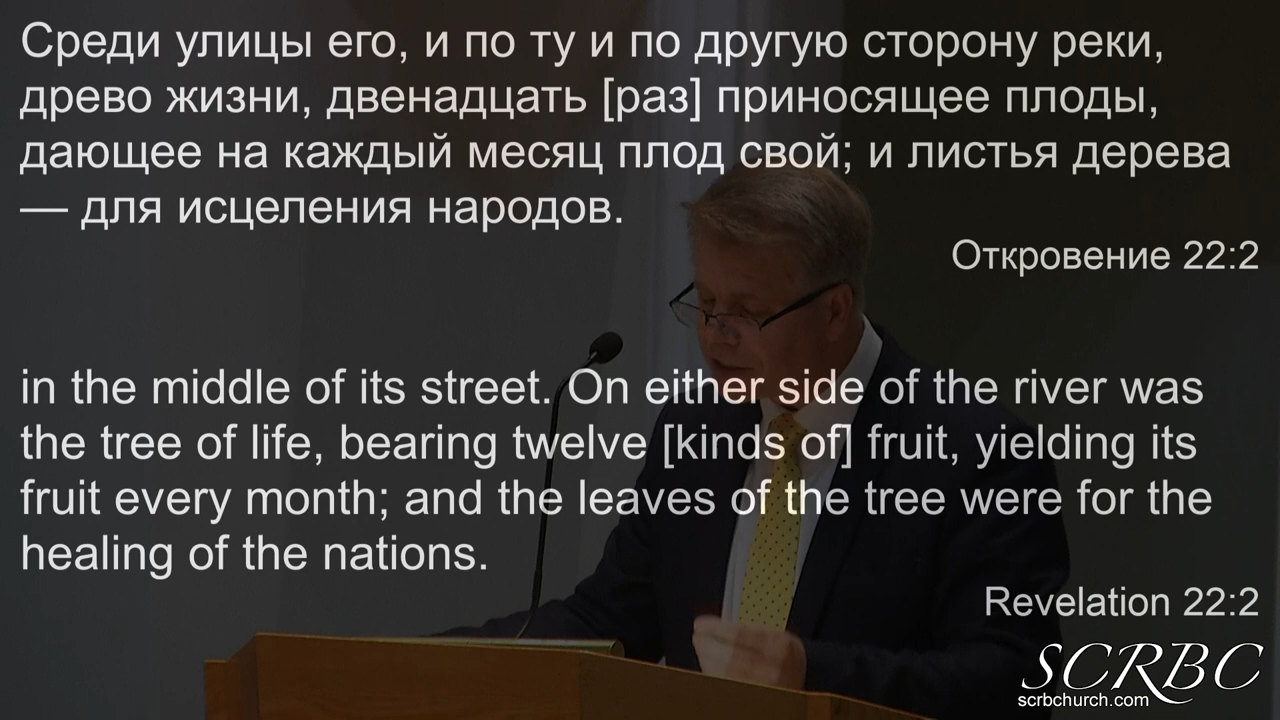 Среди улицы его, и по ту и по другую сторону реки,
древо жизни, двенадцать [раз] приносящее плоды,
дающее на каждый месяц плод свой; и листья дерева
— для исцеления народов.
Откровение 22:2
in the middle of its street. On either side of the river was
the tree of life, bearing twelve [kinds of] fruit, yielding its
fruit every month; and the leaves of the tree were for the
healing of the nations.
Revelation 22:2
SCRBC
scrbchurch.com